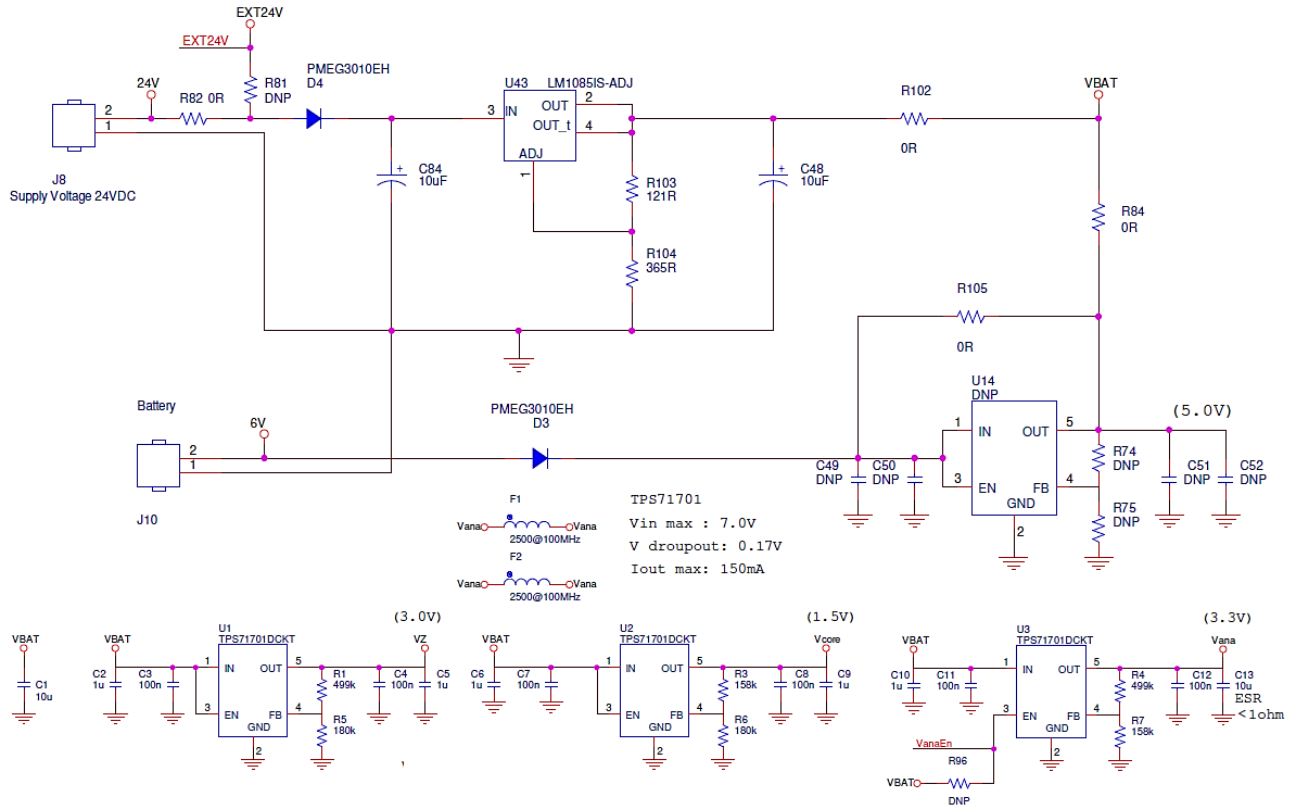 EXT24V
EXT24V
24V
R82 0R
R81
DNP
PMEG3010EH
D4
2
1
J8
Supply Voltage 24VDC
C84
10uF
U43
LM1085IS-ADJ
3
IN
OUT
2
OUT_t
4
ADJ
1
R103
121R
R104
365R
C48
10uF
R102
0R
VBAT
R84
0R
R105
0R
Battery
6V
2
1
J10
PMEG3010EH
D3
U14
DNP
1
IN
OUT
5
3
EN
FB
4
GND
2
(5.0V)
C49
DNP
C50
DNP
R74
DNP
R75
DNP
C51
DNP
C52
DNP
F1
Vana
Vana
2500@100MHz
F2
Vana
Vana
2500@100MHz
TPS71701
Vin max : 7.0V
V droupout: 0.17V
Iout max: 150mA
VBAT
C1
10u
VBAT
C2
1u
C3
100n
U1
TPS71701DCKT
1
IN
OUT
5
3
EN
FB
4
GND
2
(3.0V)
R1
499k
R5
180k
C4
100n
VZ
C5
1u
VBAT
C6
1u
C7
100n
U2
TPS71701DCKT
1
IN
OUT
5
3
EN
FB
4
GND
2
(1.5V)
R3
158k
R6
180k
C8
100n
Vcore
C9
1u
VBAT
C10
1u
C11
100n
U3
TPS71701DCKT
1
IN
OUT
5
3
EN
FB
4
GND
2
(3.3V)
R4
499k
R7
158k
C12
100n
Vana
C13
10u
ESR
<1ohm
VanaEn
R96
VBAT
DNP